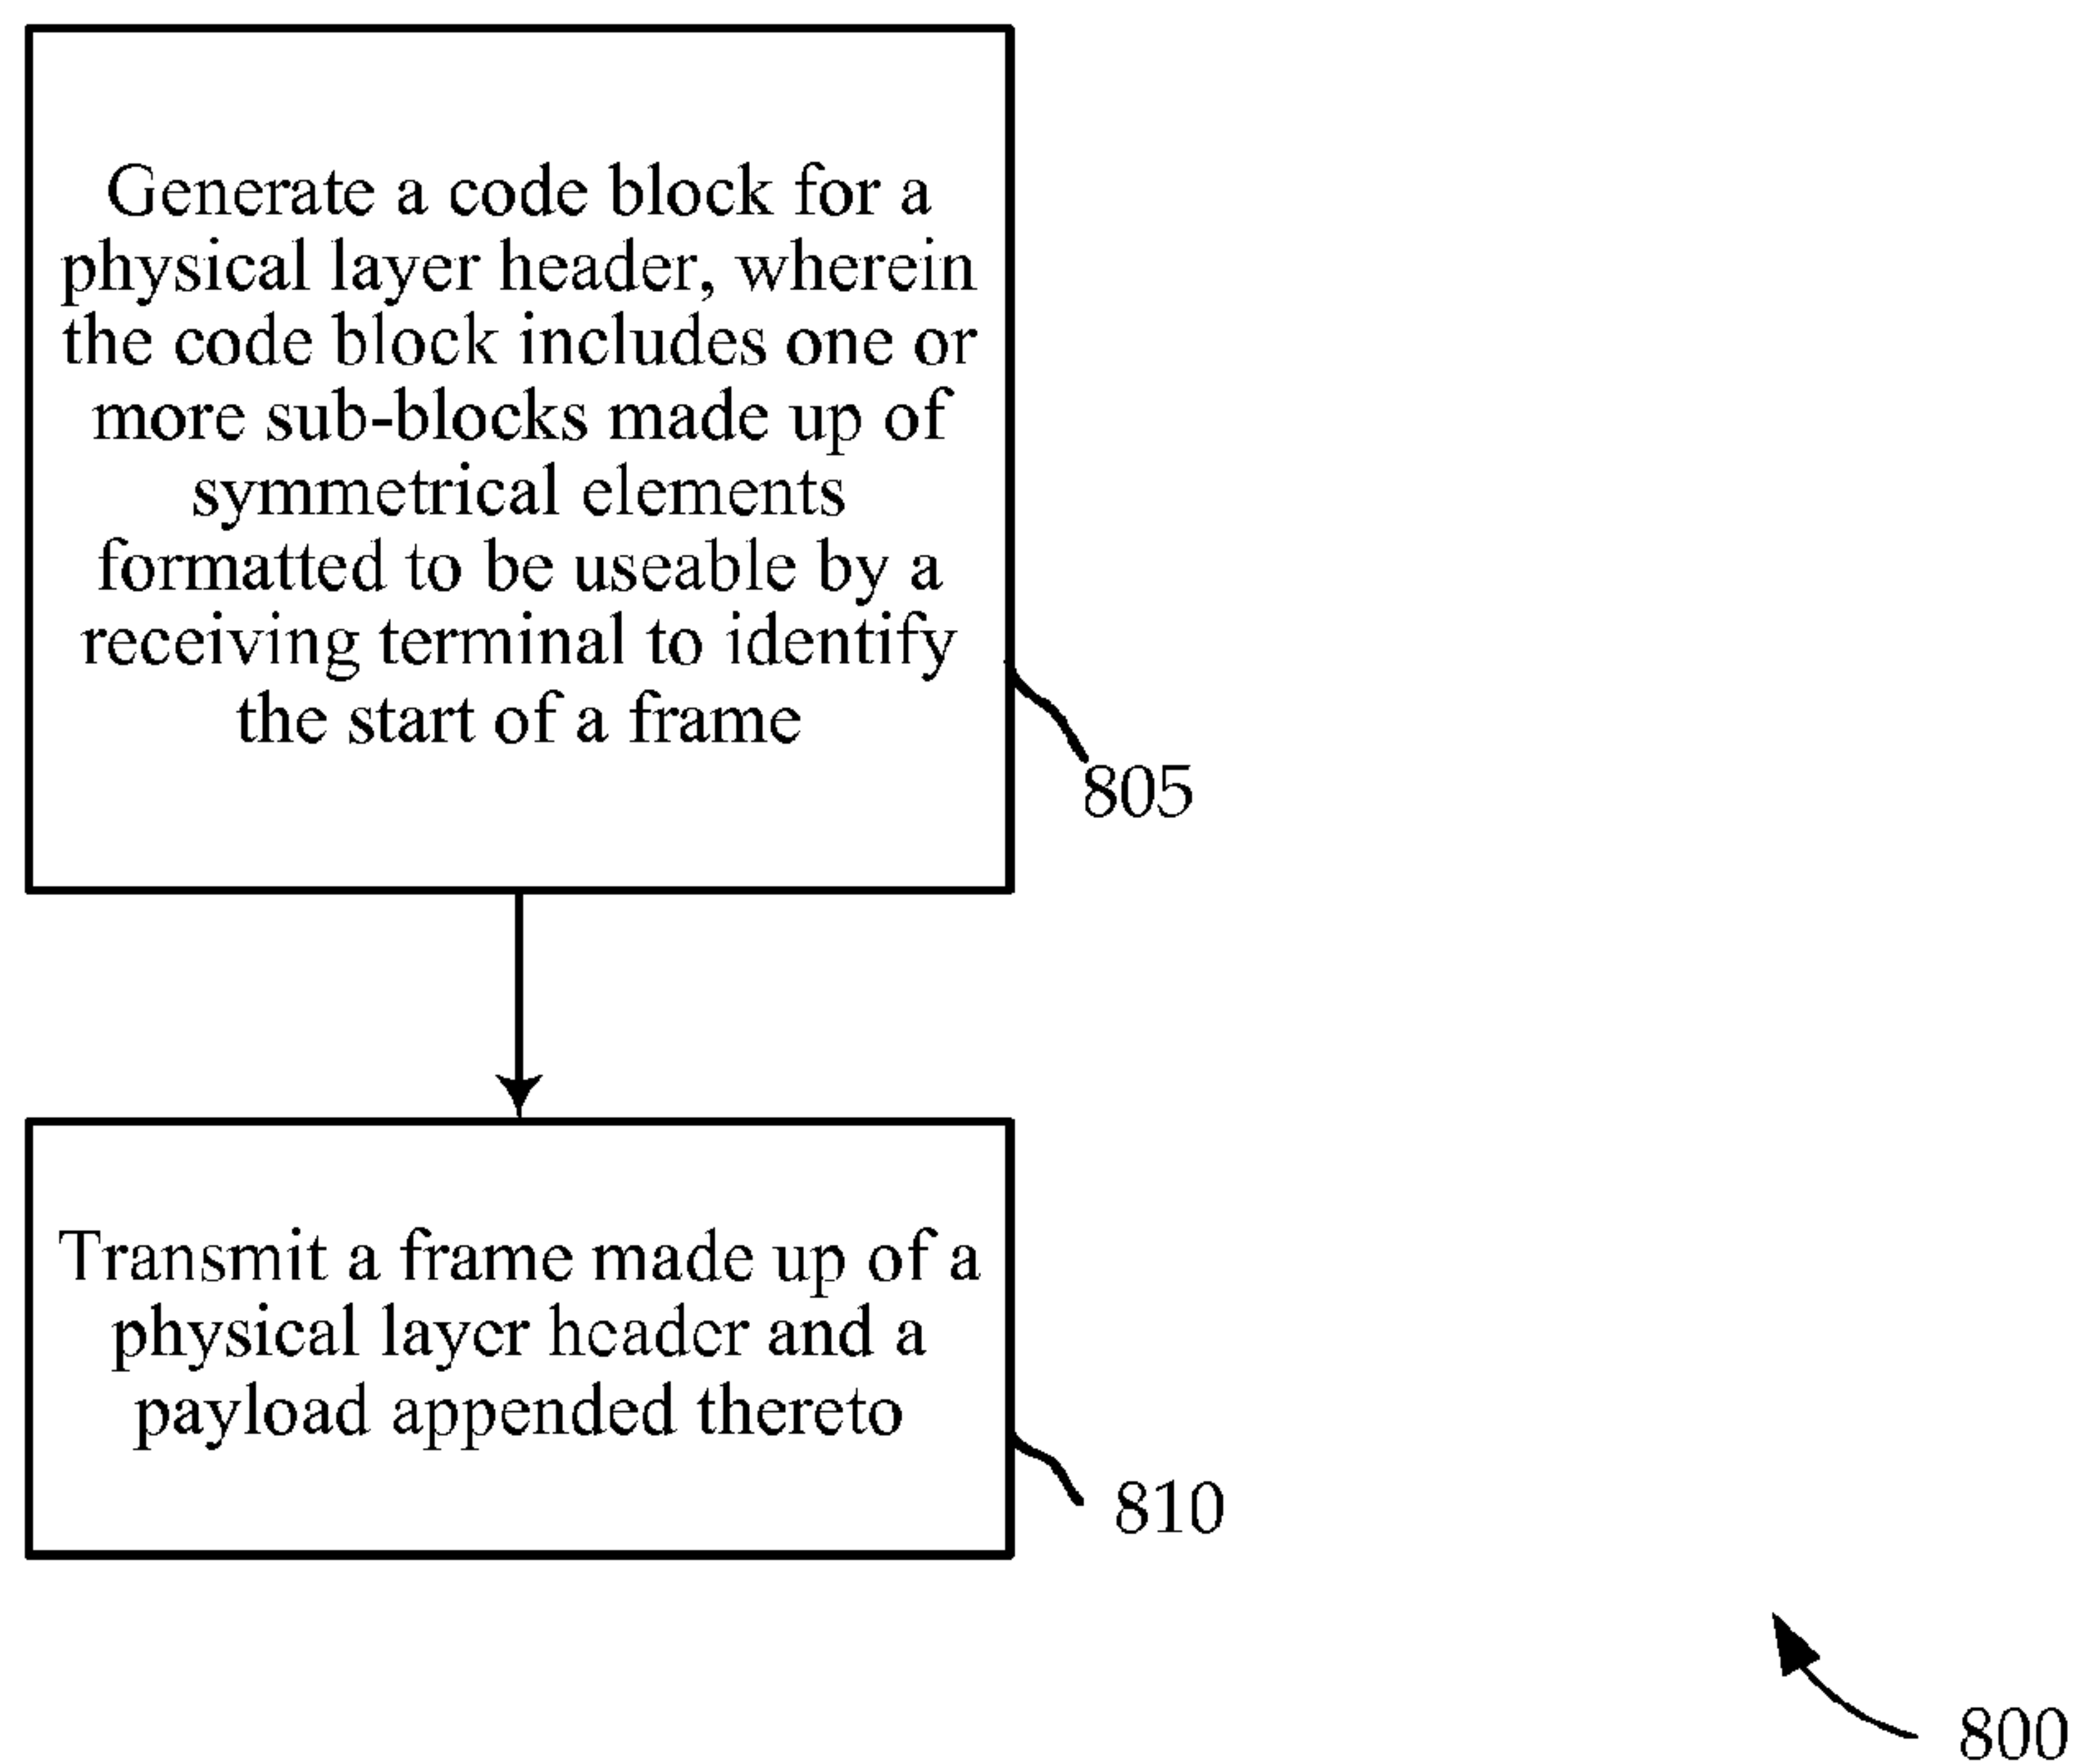 Generate a code block for a
physical layer header, wherein
the code block includes one or
more sub-blocks made up of
symmetrical elements
formatted to be useable by a
receiving terminal to identify
the start of a frame
805
Transmit a frame made up of a
physical layer header and a
payload appended thereto
810
800